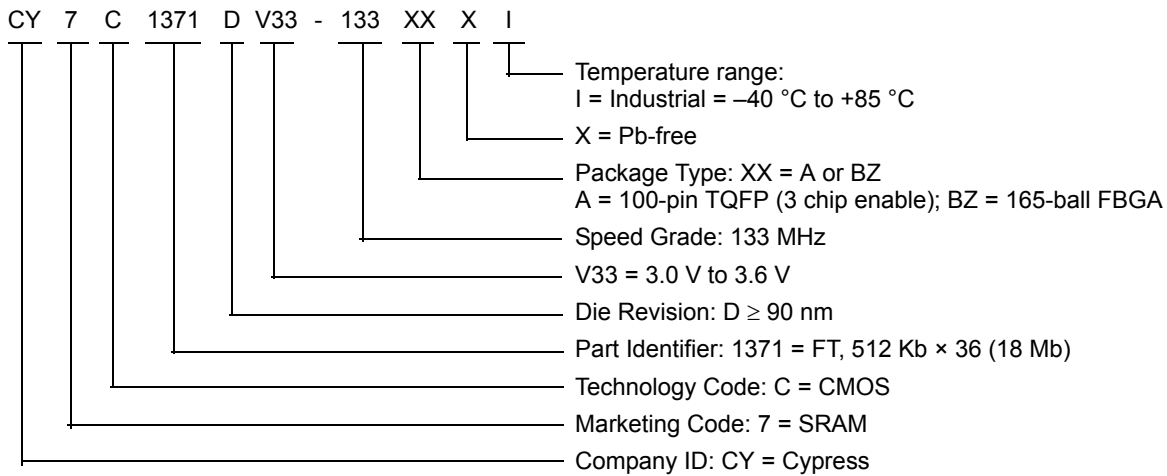 CY 7 C 1371 D V33 - 133 XX X I
Temperature range:
I = Industrial = –40 °C to +85 °C
X = Pb-free
Package Type: XX = A or BZ
A = 100-pin TQFP (3 chip enable); BZ = 165-ball FBGA
Speed Grade: 133 MHz
V33 = 3.0 V to 3.6 V
Die Revision: D ≥ 90 nm
Part Identifier: 1371 = FT, 512 Kb × 36 (18 Mb)
Technology Code: C = CMOS
Marketing Code: 7 = SRAM
Company ID: CY = Cypress